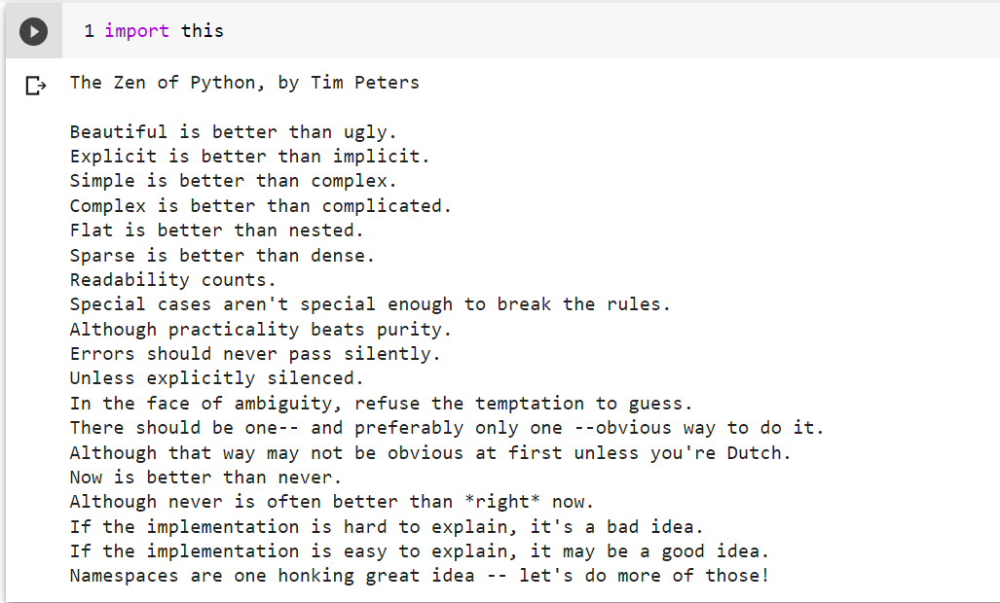 1 import this
The Zen of Python, by Tim Peters
Beautiful is better than ugly.
Explicit is better than implicit.
Simple is better than complex.
Complex is better than complicated.
Flat is better than nested.
Sparse is better than dense.
Readability counts.
Special cases aren't special enough to break the rules.
Although practicality beats purity.
Errors should never pass silently.
Unless explicitly silenced.
In the face of ambiguity, refuse the temptation to guess.
There should be one-- and preferably only one --obvious way to do it.
Although that way may not be obvious at first unless you're Dutch.
Now is better than never.
Although never is often better than *right* now.
If the implementation is hard to explain, it's a bad idea.
If the implementation is easy to explain, it may be a good idea.
Namespaces are one honking great idea -- let's do more of those!